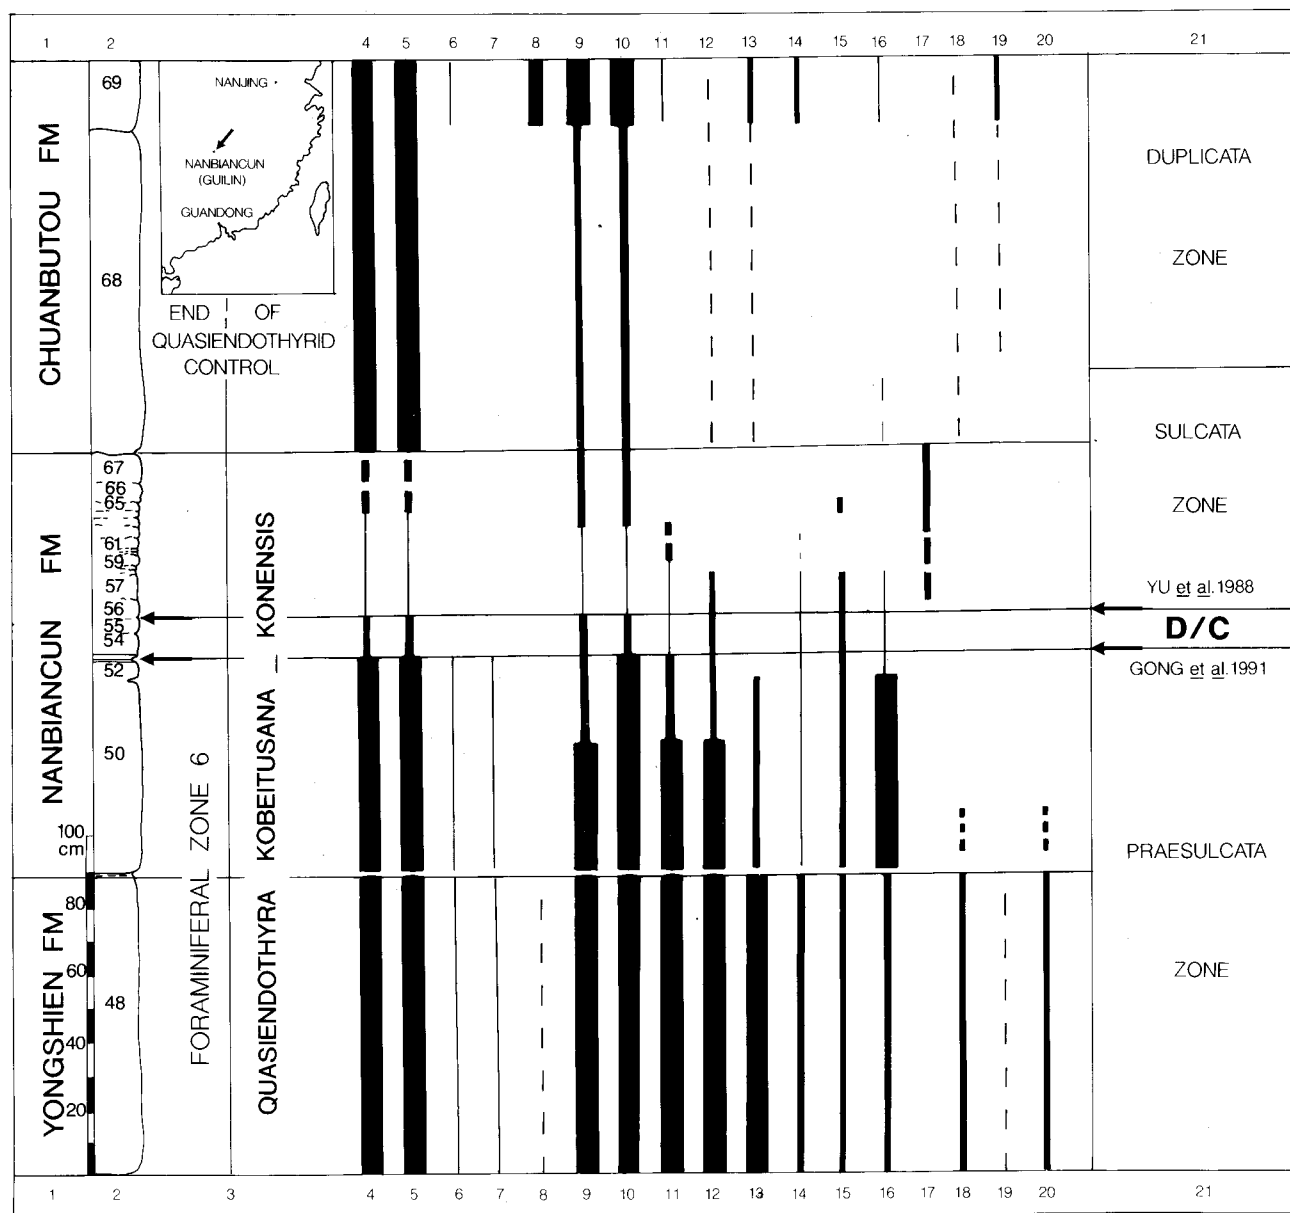 1 2 4 5 6 7 8 9 10 11 12 13 14 15 16 17 18 19 20 21
CHUANBUTOU FM
69
68
NANJING
NANBIANCUN
(GUILIN)
GUANDONG
END OF
QUASIENDOTHYRID
CONTROL
DUPLICATA
ZONE
SULCATA
ZONE
NANBIANCUN FM
67
66
65
61
59
57
56
55
54
52
50
100
cm
FORAMINIFERAL ZONE 6
QUASIENDOTHYRA KOBEITUSANA – KONENSIS
YU et al. 1988
D/C
GONG et al. 1991
PRAESULCATA
ZONE
YONGSHIEN FM
80
60
48
40
20
1 2 3 4 5 6 7 8 9 10 11 12 13 14 15 16 17 18 19 20 21